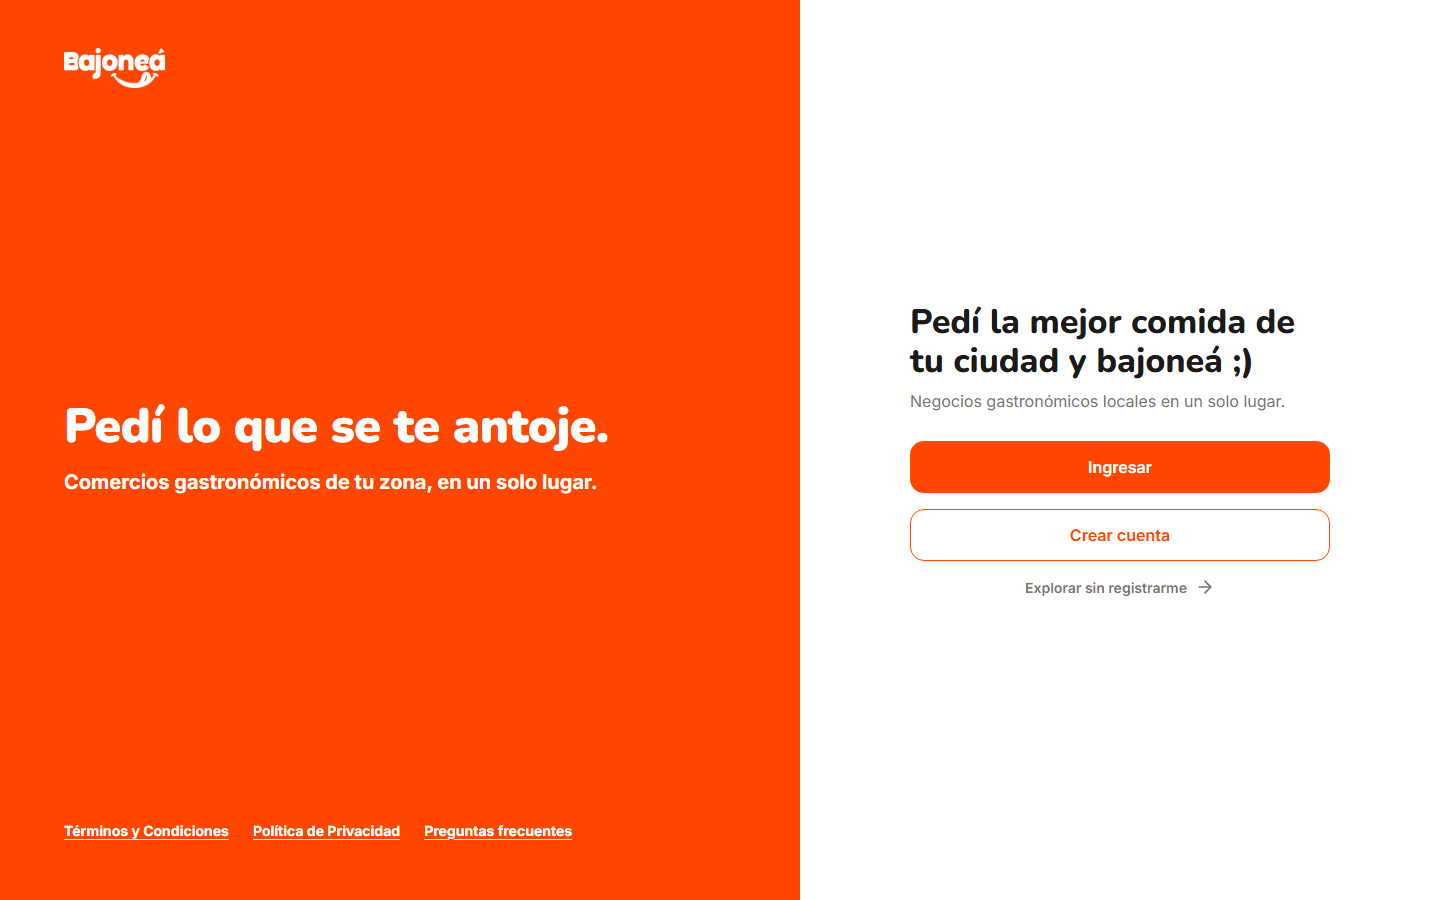 Bajoneá
Pedí lo que se te antoje.
Comercios gastronómicos de tu zona, en un solo lugar.
Términos y Condiciones
Política de Privacidad
Preguntas frecuentes
Pedí la mejor comida de
tu ciudad y bajoneá ;)
Negocios gastronómicos locales en un solo lugar.
Ingresar
Crear cuenta
Explorar sin registrarme